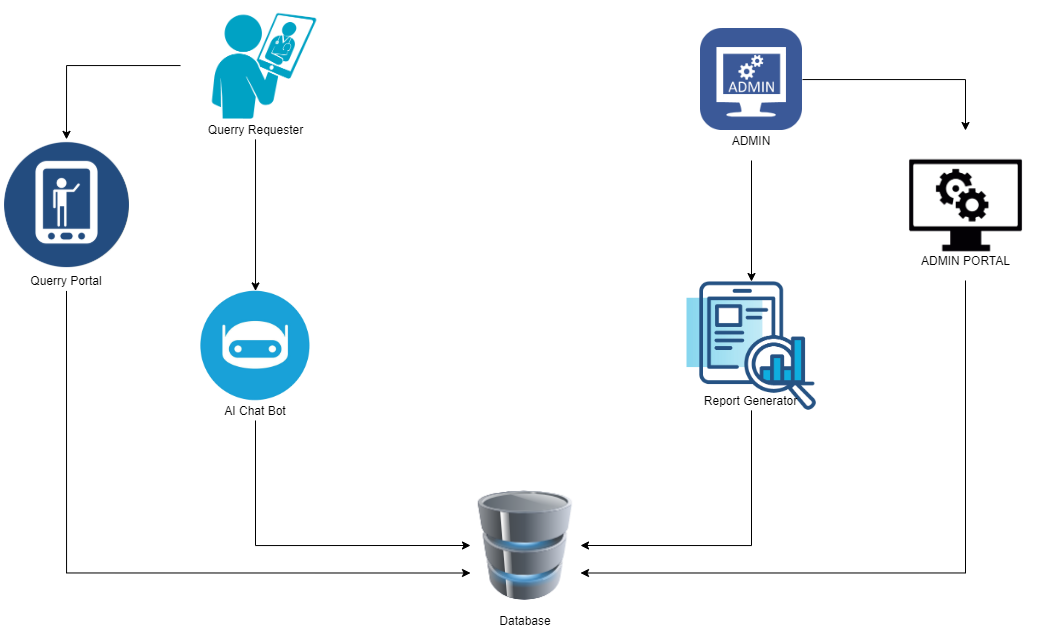 ADMIN
Querry Requester
ADMIN
Querry Portal
ADMIN PORTAL
AI Chat Bot
Report Generator
Database